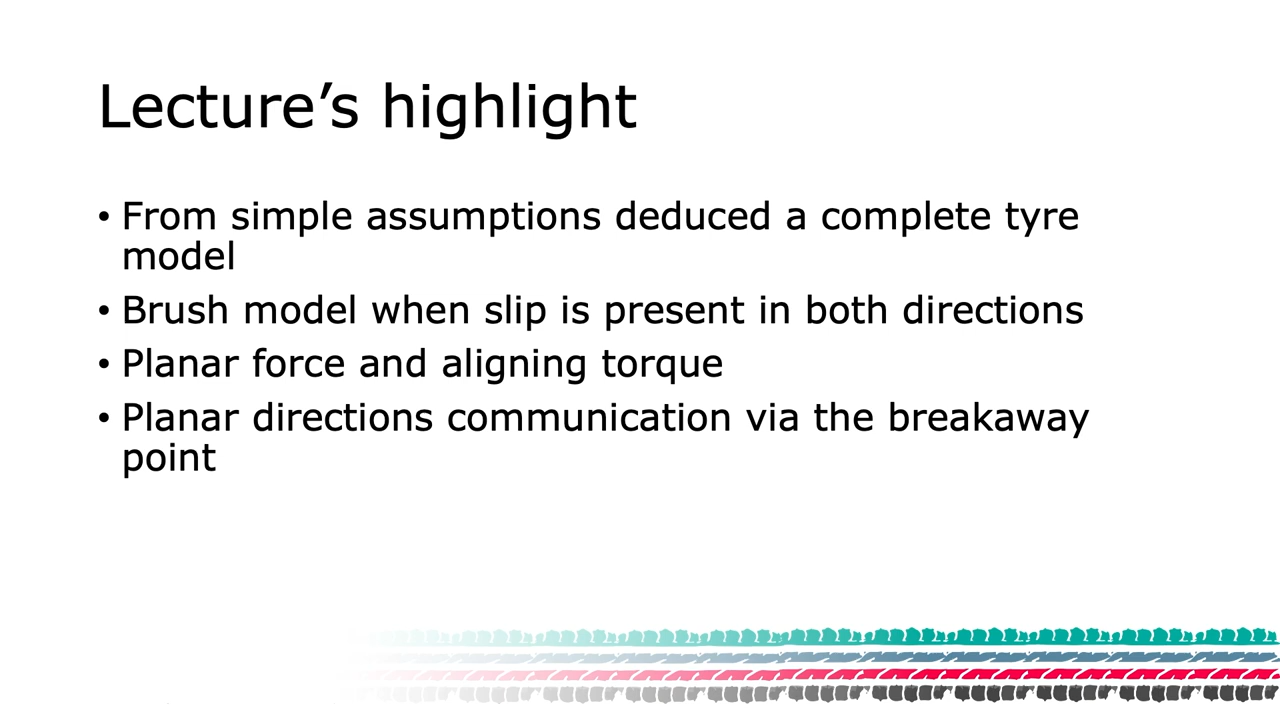 Lecture’s highlight
• From simple assumptions deduced a complete tyre
model
• Brush model when slip is present in both directions
• Planar force and aligning torque
• Planar directions communication via the breakaway
point